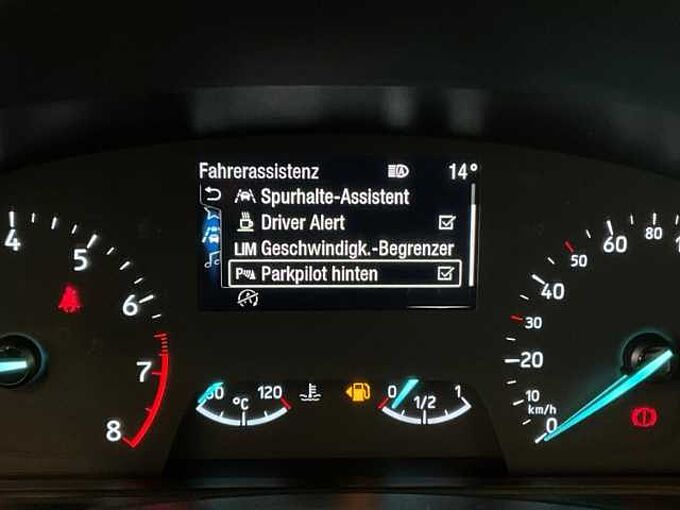 Fahrerassistenz 14°
Spurhalte-Assistent
Driver Alert
LIM Geschwindigk.-Begrenzer
P Parkpilot hinten
4
5
6
7
8
60 120
°C
0 1/2 1
0
10
20
30
40
50
60
80
km/h